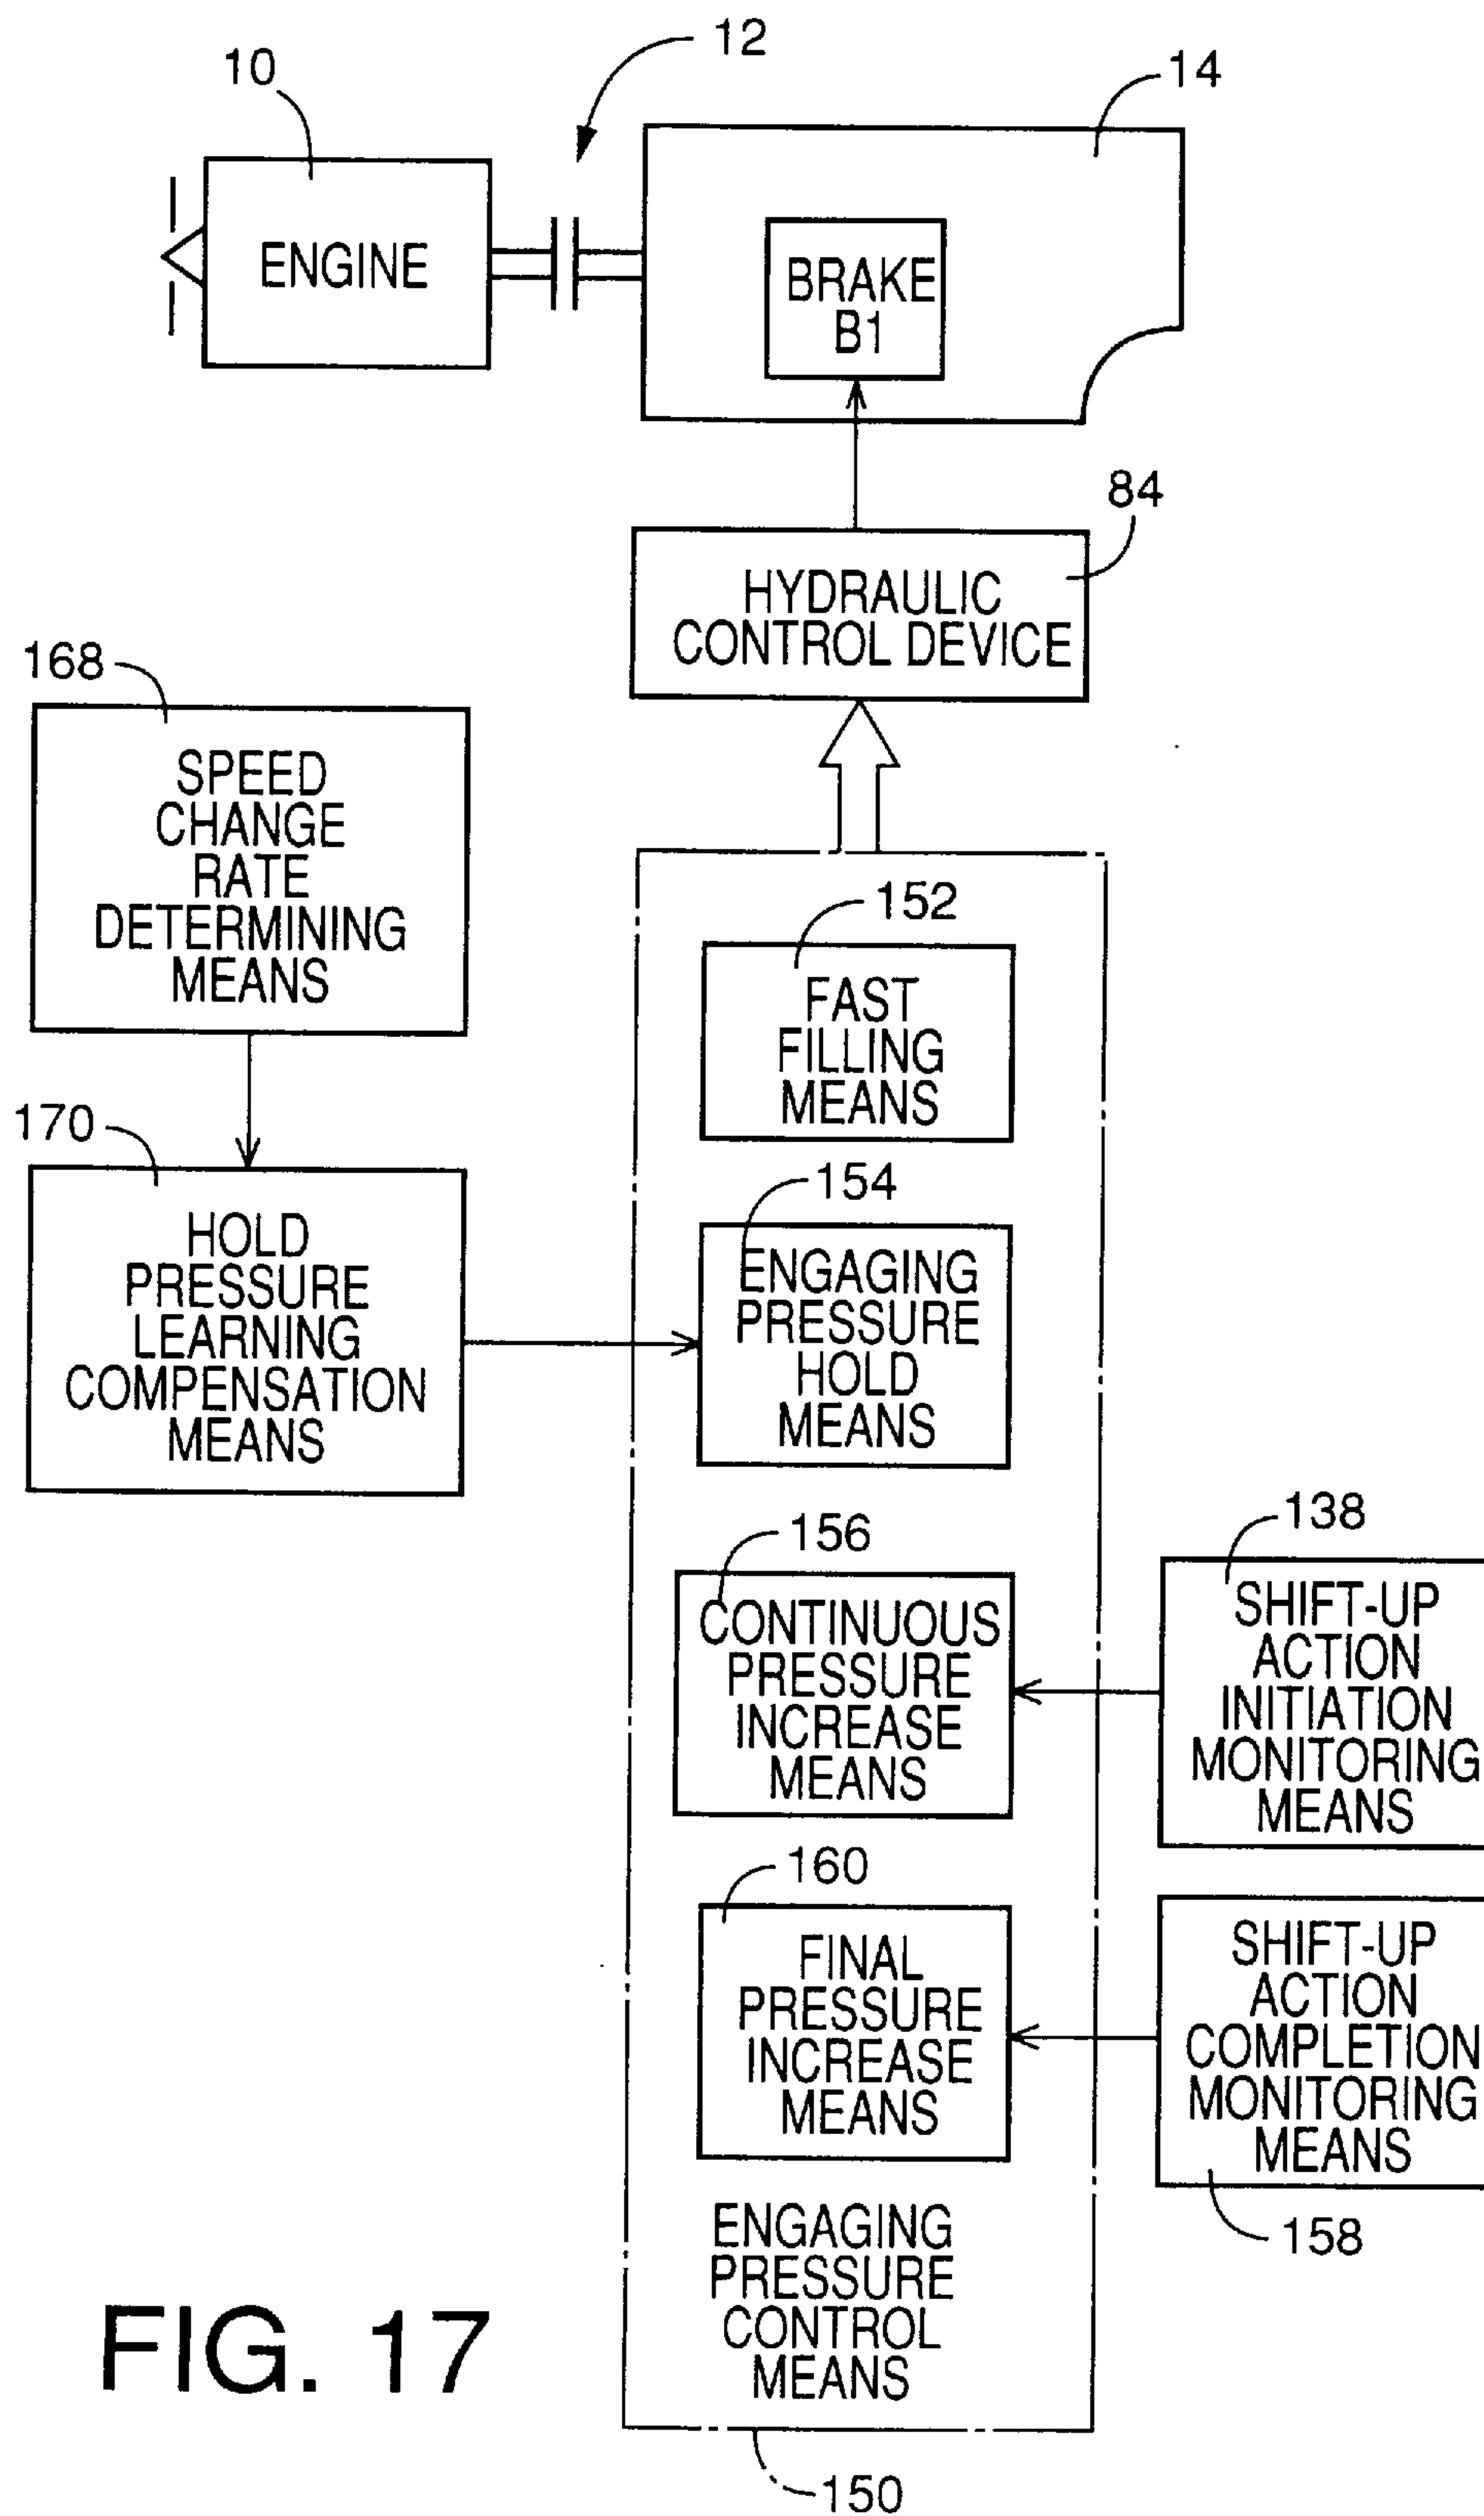 12
10
14
ENGINE
BRAKE
B1
84
HYDRAULIC
CONTROL DEVICE
168
SPEED
CHANGE
RATE
DETERMINING
MEANS
152
FAST
FILLING
MEANS
170
HOLD
PRESSURE
LEARNING
COMPENSATION
MEANS
154
ENGAGING
PRESSURE
HOLD
MEANS
156
CONTINUOUS
PRESSURE
INCREASE
MEANS
138
SHIFT-UP
ACTION
INITIATION
MONITORING
MEANS
160
FINAL
PRESSURE
INCREASE
MEANS
SHIFT-UP
ACTION
COMPLETION
MONITORING
MEANS
158
ENGAGING
PRESSURE
CONTROL
MEANS
150
FIG. 17